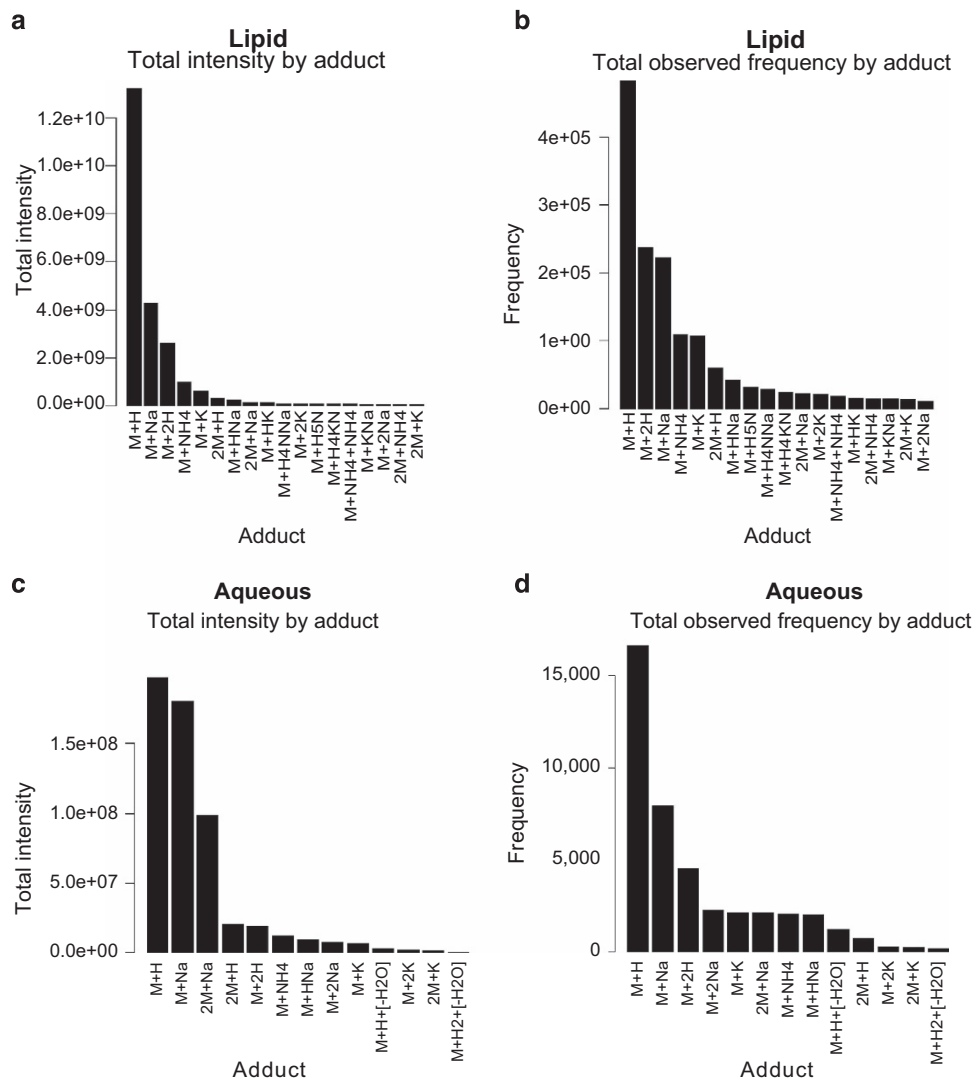 a
Lipid
Total intensity by adduct
Total intensity
1.2e+10
1.0e+10
8.0e+09
6.0e+09
4.0e+09
2.0e+09
0.0e+00
M+H
M+Na
M+2H
M+NH4
M+K
2M+H
M+HNa
2M+Na
M+HK
M+H4NNa
M+2K
M+H5N
M+H4KN
M+NH4+NH4
M+KNa
M+2Na
2M+NH4
2M+K
Adduct
b
Lipid
Total observed frequency by adduct
Frequency
4e+05
3e+05
2e+05
1e+00
0e+00
M+H
M+2H
M+Na
M+NH4
M+K
2M+H
M+HNa
M+H5N
M+H4NNa
M+H4KN
2M+Na
M+2K
M+NH4+NH4
M+HK
2M+NH4
M+KNa
2M+K
M+2Na
Adduct
c
Aqueous
Total intensity by adduct
Total intensity
1.5e+08
1.0e+08
5.0e+07
0.0e+00
M+H
M+Na
2M+Na
2M+H
M+2H
M+NH4
M+HNa
M+2Na
M+K
M+H+[-H2O]
M+2K
2M+K
M+H2+[-H2O]
Adduct
d
Aqueous
Total observed frequency by adduct
Frequency
15,000
10,000
5,000
0
M+H
M+Na
M+2H
M+2Na
M+K
2M+Na
M+NH4
M+HNa
M+H+[-H2O]
2M+H
M+2K
2M+K
M+H2+[-H2O]
Adduct